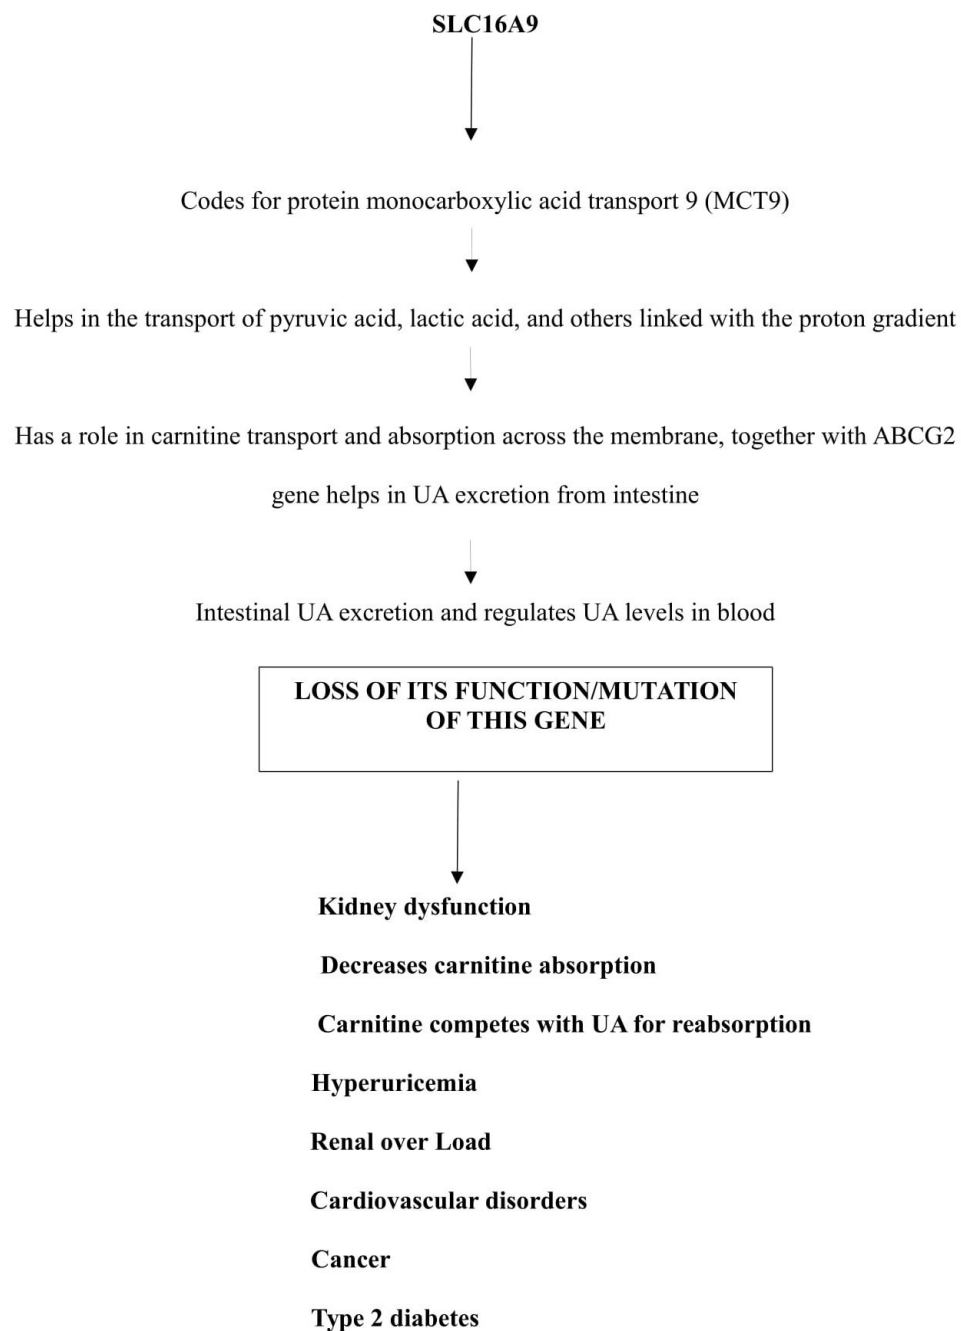 SLC16A9
Codes for protein monocarboxylic acid transport 9 (MCT9)
Helps in the transport of pyruvic acid, lactic acid, and others linked with the proton gradient
Has a role in carnitine transport and absorption across the membrane, together with ABCG2
gene helps in UA excretion from intestine
Intestinal UA excretion and regulates UA levels in blood
LOSS OF ITS FUNCTION/MUTATION
OF THIS GENE
Kidney dysfunction
Decreases carnitine absorption
Carnitine competes with UA for reabsorption
Hyperuricemia
Renal over Load
Cardiovascular disorders
Cancer
Type 2 diabetes